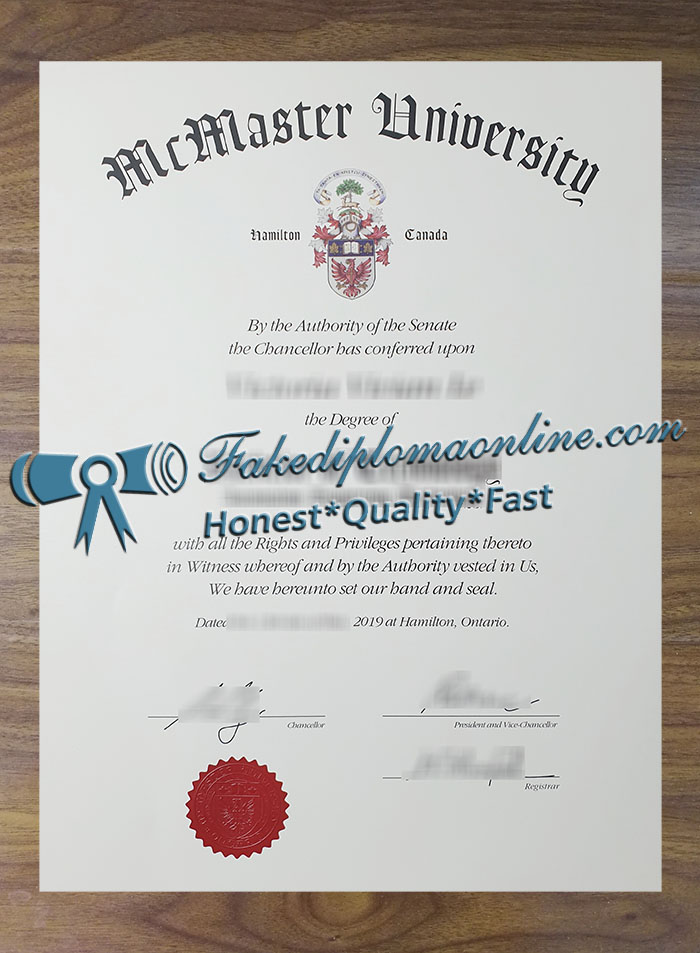 McMaster University
Hamilton Canada
By the Authority of the Senate
the Chancellor has conferred upon
the Degree of
Fakediplomaonline.com
Honest*Quality*Fast
with all the Rights and Privileges pertaining thereto
in Witness whereof and by the Authority vested in Us,
We have hereunto set our hand and seal.
Dated 2019 at Hamilton, Ontario.
Chancellor
President and Vice-Chancellor
Registrar